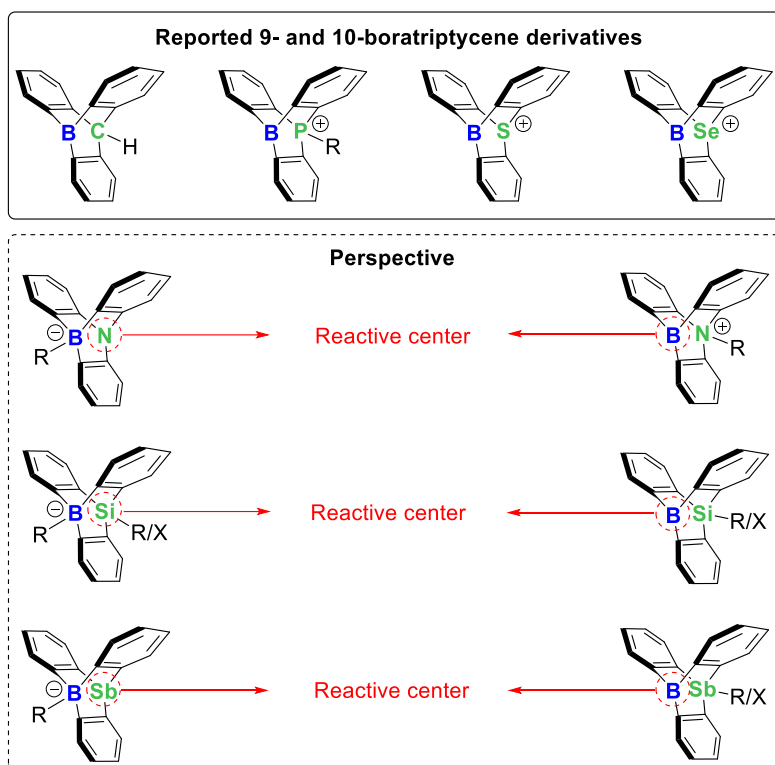 Reported 9- and 10-boratriptycene derivatives
B C H B P + R B S + B Se +
Perspective
− B N R Reactive center B N + R
− B Si R R/X Reactive center B Si R/X
− B Sb R Reactive center B Sb R/X